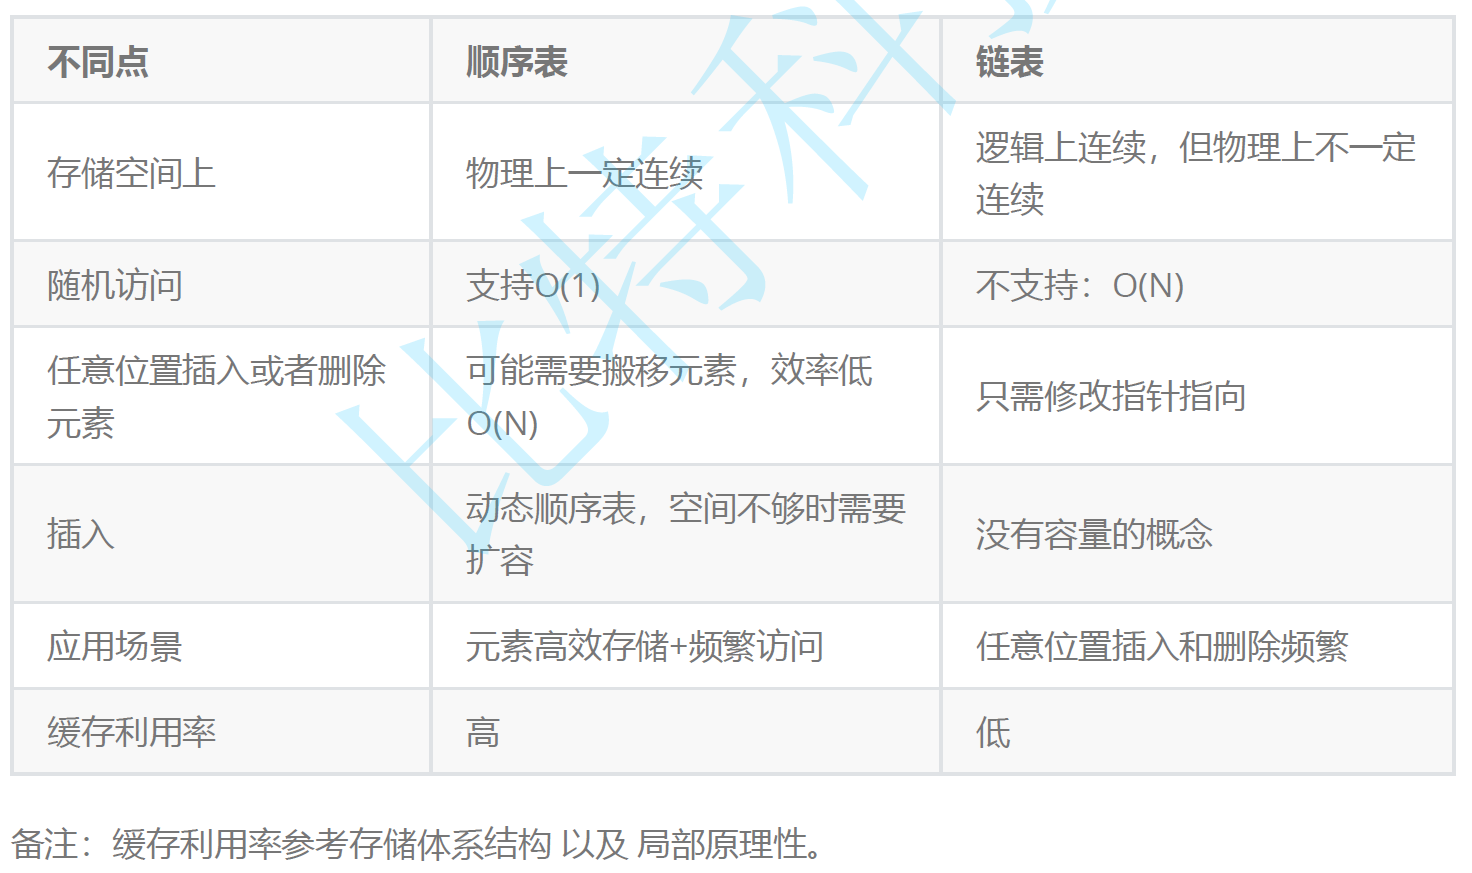 不同点 顺序表 链表
存储空间上 物理上一定连续 逻辑上连续，但物理上不一定
连续
随机访问 支持O(1) 不支持：O(N)
任意位置插入或者删除
元素
可能需要搬移元素，效率低
O(N)
只需修改指针指向
插入
动态顺序表，空间不够时需要
扩容
没有容量的概念
应用场景 元素高效存储+频繁访问 任意位置插入和删除频繁
缓存利用率 高 低
备注：缓存利用率参考存储体系结构 以及 局部原理性。
比特科